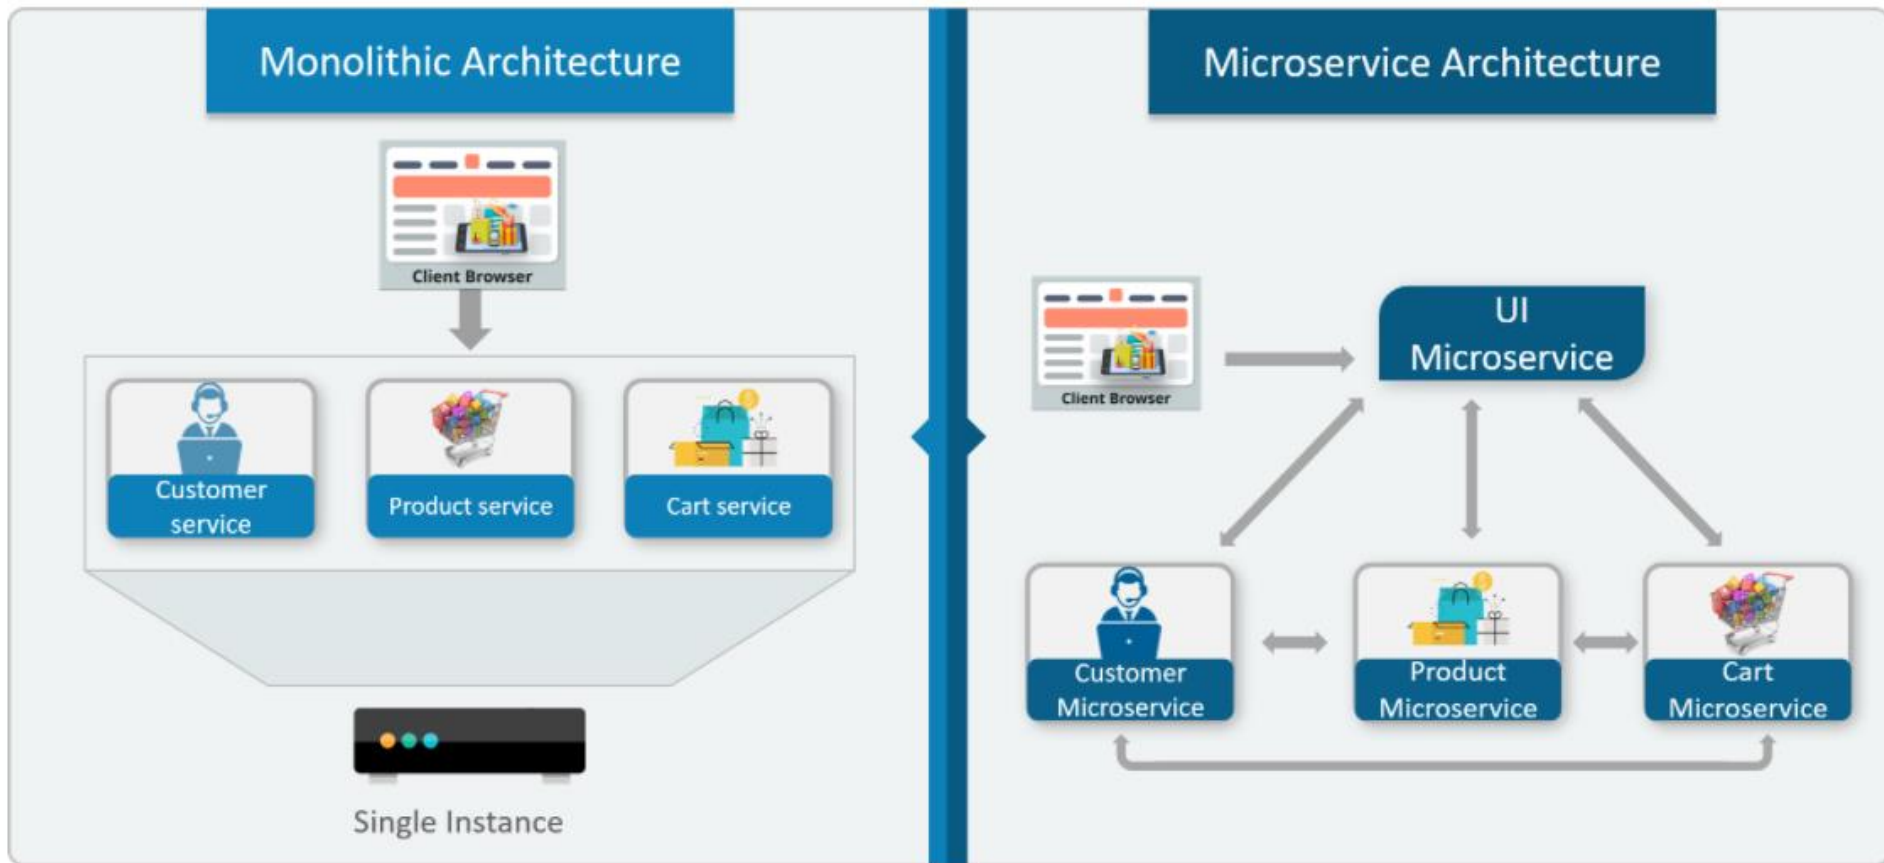 Monolithic Architecture
Client Browser
Customer
service
Product service
Cart service
Single Instance
Microservice Architecture
Client Browser
UI
Microservice
Customer
Microservice
Product
Microservice
Cart
Microservice